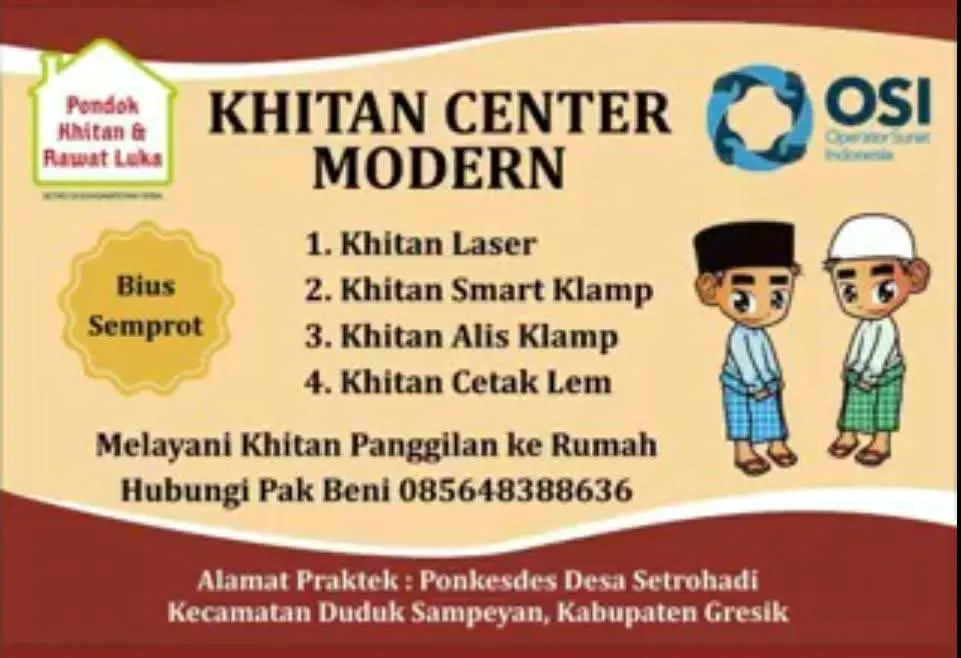 Pondok
Khitan &
Rawat Luka
KHITAN CENTER
MODERN
OSI
Operator Sunat
Indonesia
Bius
Semprot
1. Khitan Laser
2. Khitan Smart Klamp
3. Khitan Alis Klamp
4. Khitan Cetak Lem
Melayani Khitan Panggilan ke Rumah
Hubungi Pak Beni 085648388636
Alamat Praktek : Ponkesdes Desa Setrohadi
Kecamatan Duduk Sampeyan, Kabupaten Gresik